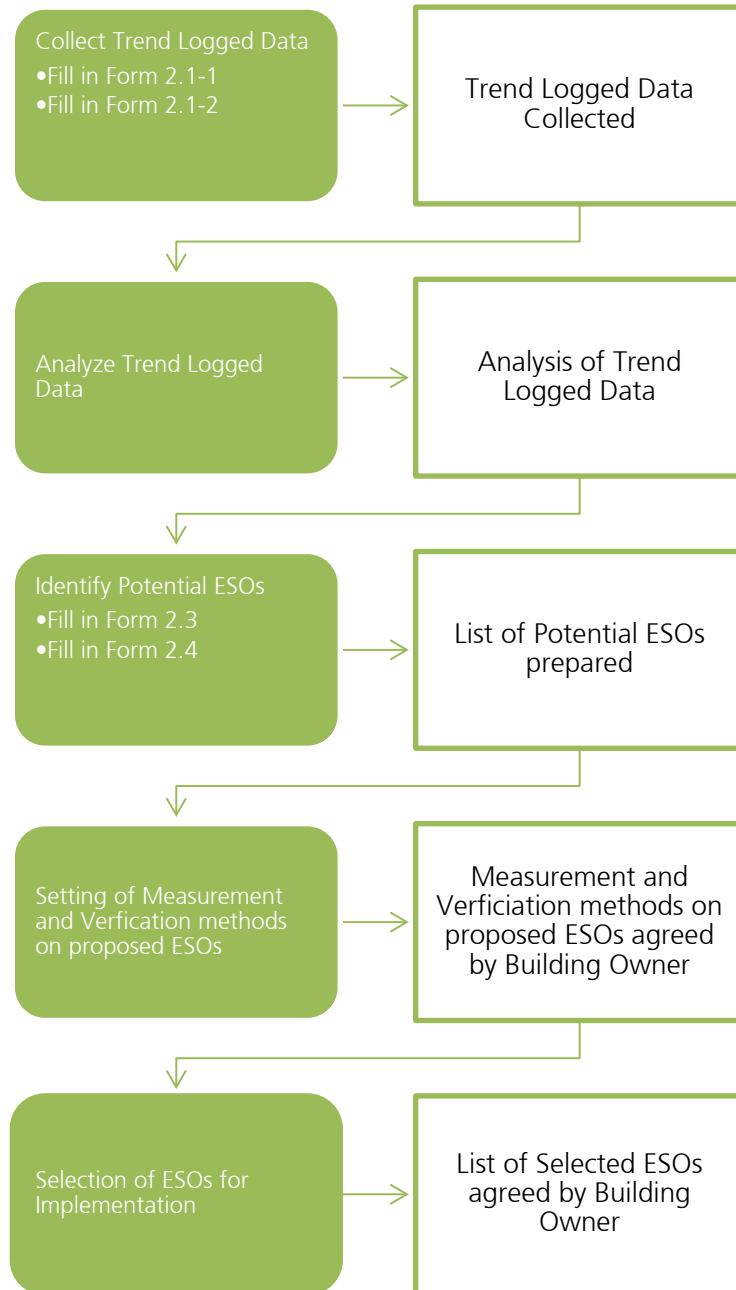 Collect Trend Logged Data
•Fill in Form 2.1-1
•Fill in Form 2.1-2
Trend Logged Data
Collected
Analyze Trend Logged
Data
Analysis of Trend
Logged Data
Identify Potential ESOs
•Fill in Form 2.3
•Fill in Form 2.4
List of Potential ESOs
prepared
Setting of Measurement
and Verfication methods
on proposed ESOs
Measurement and
Verficiation methods on
proposed ESOs agreed
by Building Owner
Selection of ESOs for
Implementation
List of Selected ESOs
agreed by Building
Owner